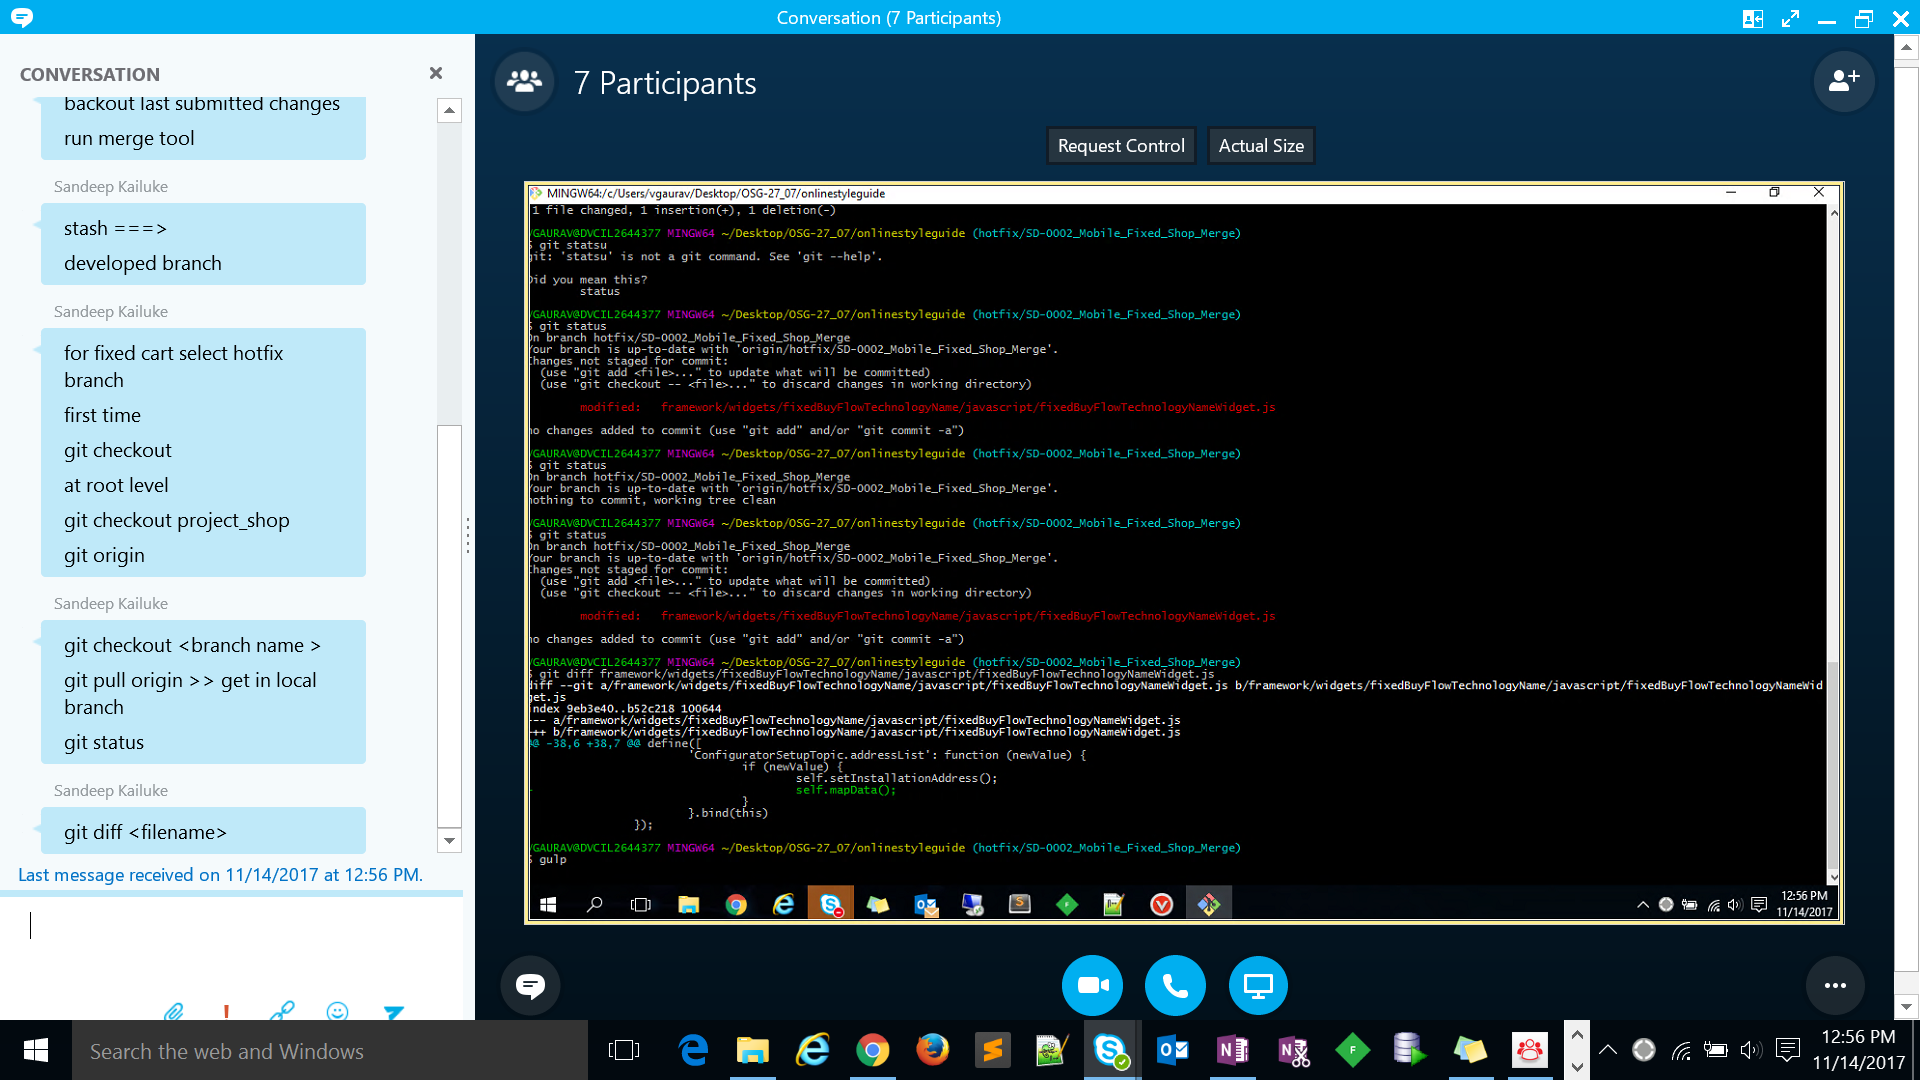 Conversation (7 Participants)
CONVERSATION
backout last submitted changes
run merge tool
Sandeep Kailuke
stash ===>
developed branch
Sandeep Kailuke
for fixed cart select hotfix
branch
first time
git checkout
at root level
git checkout project_shop
git origin
Sandeep Kailuke
git checkout <branch name >
git pull origin >> get in local
branch
git status
Sandeep Kailuke
git diff <filename>
Last message received on 11/14/2017 at 12:56 PM.
7 Participants
Request Control
Actual Size
MINGW64:/c/Users/vgaurav/Desktop/OSG-27_07/onlinestyleguide
1 file changed, 1 insertion(+), 1 deletion(-)
VGAURAV@DVCIL2644377 MINGW64 ~/Desktop/OSG-27_07/onlinestyleguide (hotfix/SD-0002_Mobile_Fixed_Shop_Merge)
$ git statsu
git: 'statsu' is not a git command. See 'git --help'.
Did you mean this?
status
VGAURAV@DVCIL2644377 MINGW64 ~/Desktop/OSG-27_07/onlinestyleguide (hotfix/SD-0002_Mobile_Fixed_Shop_Merge)
$ git status
On branch hotfix/SD-0002_Mobile_Fixed_Shop_Merge
Your branch is up-to-date with 'origin/hotfix/SD-0002_Mobile_Fixed_Shop_Merge'.
Changes not staged for commit:
(use "git add <file>..." to update what will be committed)
(use "git checkout -- <file>..." to discard changes in working directory)
modified: framework/widgets/fixedBuyFlowTechnologyName/javascript/fixedBuyFlowTechnologyNameWidget.js
no changes added to commit (use "git add" and/or "git commit -a")
VGAURAV@DVCIL2644377 MINGW64 ~/Desktop/OSG-27_07/onlinestyleguide (hotfix/SD-0002_Mobile_Fixed_Shop_Merge)
$ git status
On branch hotfix/SD-0002_Mobile_Fixed_Shop_Merge
Your branch is up-to-date with 'origin/hotfix/SD-0002_Mobile_Fixed_Shop_Merge'.
nothing to commit, working tree clean
VGAURAV@DVCIL2644377 MINGW64 ~/Desktop/OSG-27_07/onlinestyleguide (hotfix/SD-0002_Mobile_Fixed_Shop_Merge)
$ git status
On branch hotfix/SD-0002_Mobile_Fixed_Shop_Merge
Your branch is up-to-date with 'origin/hotfix/SD-0002_Mobile_Fixed_Shop_Merge'.
Changes not staged for commit:
(use "git add <file>..." to update what will be committed)
(use "git checkout -- <file>..." to discard changes in working directory)
modified: framework/widgets/fixedBuyFlowTechnologyName/javascript/fixedBuyFlowTechnologyNameWidget.js
no changes added to commit (use "git add" and/or "git commit -a")
VGAURAV@DVCIL2644377 MINGW64 ~/Desktop/OSG-27_07/onlinestyleguide (hotfix/SD-0002_Mobile_Fixed_Shop_Merge)
$ git diff framework/widgets/fixedBuyFlowTechnologyName/javascript/fixedBuyFlowTechnologyNameWidget.js
diff --git a/framework/widgets/fixedBuyFlowTechnologyName/javascript/fixedBuyFlowTechnologyNameWidget.js b/framework/widgets/fixedBuyFlowTechnologyName/javascript/fixedBuyFlowTechnologyNameWid
get.js
index 9eb3e40..b52c218 100644
--- a/framework/widgets/fixedBuyFlowTechnologyName/javascript/fixedBuyFlowTechnologyNameWidget.js
+++ b/framework/widgets/fixedBuyFlowTechnologyName/javascript/fixedBuyFlowTechnologyNameWidget.js
@@ -38,6 +38,7 @@ define([
'ConfiguratorSetupTopic.addressList': function (newValue) {
if (newValue) {
self.setInstallationAddress();
self.mapData();
}
}.bind(this)
});
VGAURAV@DVCIL2644377 MINGW64 ~/Desktop/OSG-27_07/onlinestyleguide (hotfix/SD-0002_Mobile_Fixed_Shop_Merge)
$ gulp
12:56 PM
11/14/2017
Search the web and Windows
12:56 PM
11/14/2017